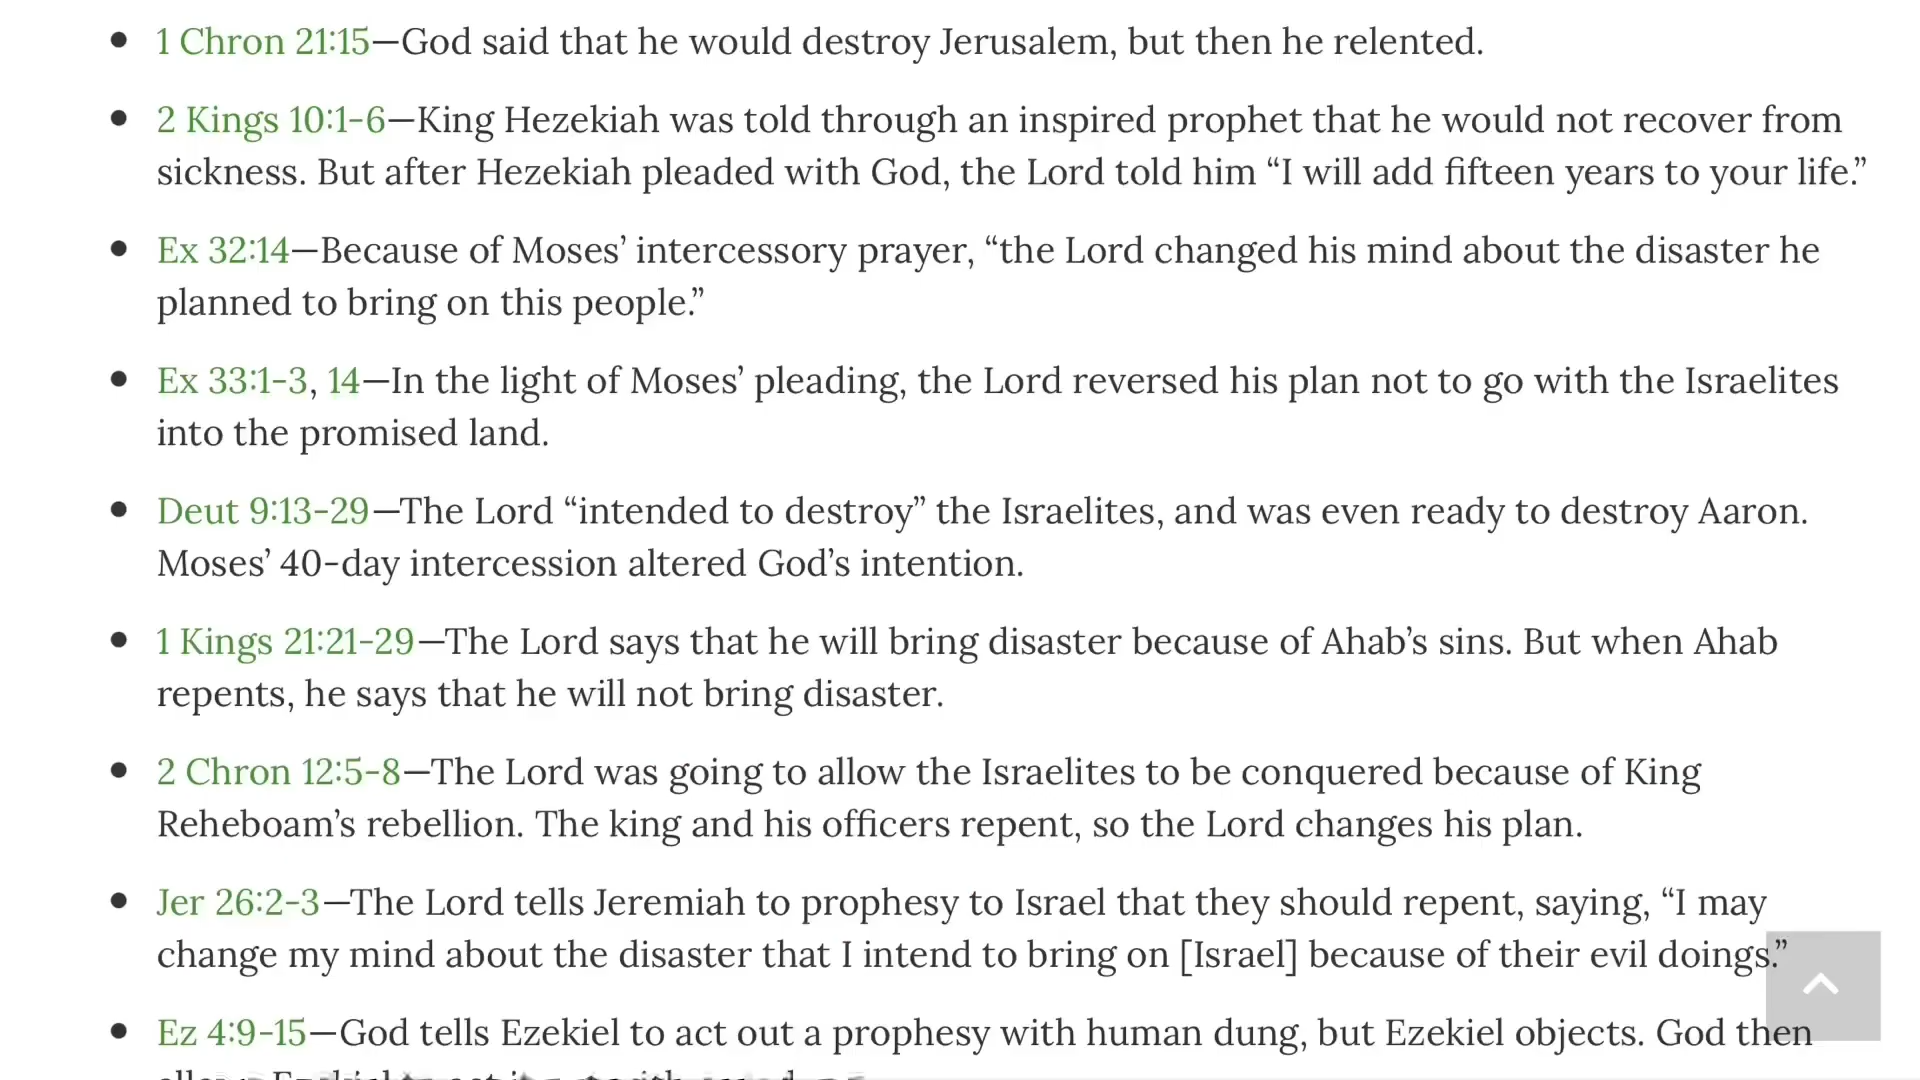 1 Chron 21:15—God said that he would destroy Jerusalem, but then he relented.
2 Kings 10:1-6—King Hezekiah was told through an inspired prophet that he would not recover from
sickness. But after Hezekiah pleaded with God, the Lord told him “I will add fifteen years to your life.”
Ex 32:14—Because of Moses’ intercessory prayer, “the Lord changed his mind about the disaster he
planned to bring on this people.”
Ex 33:1-3, 14—In the light of Moses’ pleading, the Lord reversed his plan not to go with the Israelites
into the promised land.
Deut 9:13-29—The Lord “intended to destroy” the Israelites, and was even ready to destroy Aaron.
Moses’ 40-day intercession altered God’s intention.
1 Kings 21:21-29—The Lord says that he will bring disaster because of Ahab’s sins. But when Ahab
repents, he says that he will not bring disaster.
2 Chron 12:5-8—The Lord was going to allow the Israelites to be conquered because of King
Reheboam’s rebellion. The king and his officers repent, so the Lord changes his plan.
Jer 26:2-3—The Lord tells Jeremiah to prophesy to Israel that they should repent, saying, “I may
change my mind about the disaster that I intend to bring on [Israel] because of their evil doings.”
Ez 4:9-15—God tells Ezekiel to act out a prophesy with human dung, but Ezekiel objects. God then